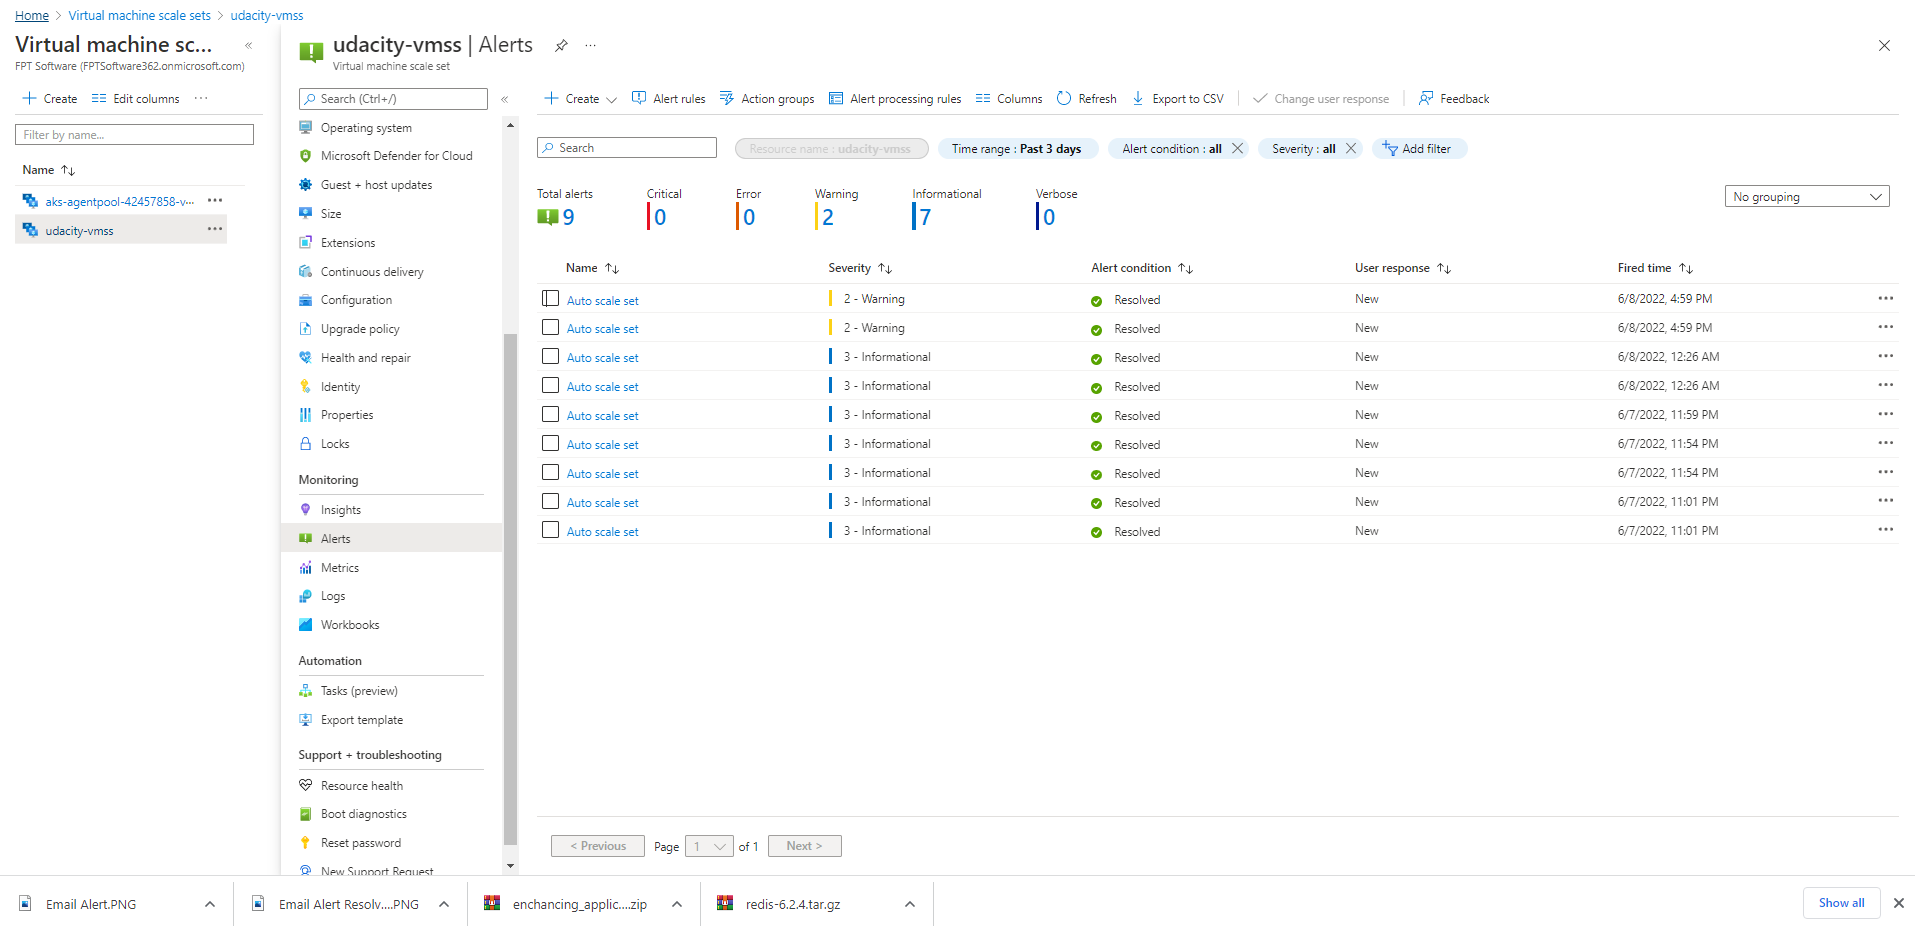 Home > Virtual machine scale sets > udacity-vmss
Virtual machine sc... «
FPT Software (FPTSoftware362.onmicrosoft.com)
Create Edit columns ...
Filter by name...
Name
aks-agentpool-42457858-v... ...
udacity-vmss ...
udacity-vmss | Alerts ...
Virtual machine scale set
Search (Ctrl+/) «
Operating system
Microsoft Defender for Cloud
Guest + host updates
Size
Extensions
Continuous delivery
Configuration
Upgrade policy
Health and repair
Identity
Properties
Locks
Monitoring
Insights
Alerts
Metrics
Logs
Workbooks
Automation
Tasks (preview)
Export template
Support + troubleshooting
Resource health
Boot diagnostics
Reset password
New Support Request
Create Alert rules Action groups Alert processing rules Columns Refresh Export to CSV Change user response Feedback
Search Resource name : udacity-vmss Time range : Past 3 days Alert condition : all Severity : all Add filter
Total alerts Critical Error Warning Informational Verbose
9 0 0 2 7 0
No grouping
Name Severity Alert condition User response Fired time
Auto scale set 2 - Warning Resolved New 6/8/2022, 4:59 PM ...
Auto scale set 2 - Warning Resolved New 6/8/2022, 4:59 PM ...
Auto scale set 3 - Informational Resolved New 6/8/2022, 12:26 AM ...
Auto scale set 3 - Informational Resolved New 6/8/2022, 12:26 AM ...
Auto scale set 3 - Informational Resolved New 6/7/2022, 11:59 PM ...
Auto scale set 3 - Informational Resolved New 6/7/2022, 11:54 PM ...
Auto scale set 3 - Informational Resolved New 6/7/2022, 11:54 PM ...
Auto scale set 3 - Informational Resolved New 6/7/2022, 11:01 PM ...
Auto scale set 3 - Informational Resolved New 6/7/2022, 11:01 PM ...
< Previous Page 1 of 1 Next >
Email Alert.PNG Email Alert Resolv....PNG enchancing_applic....zip redis-6.2.4.tar.gz Show all